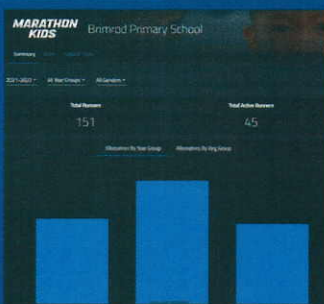 MARATHON
KIDS
Brimrod Primary School
Summary
2021-2022
All Year Groups
All Genders
Total Runners
Total Active Runners
151
45
Kilometres By Year Group
Kilometres By Reg Group